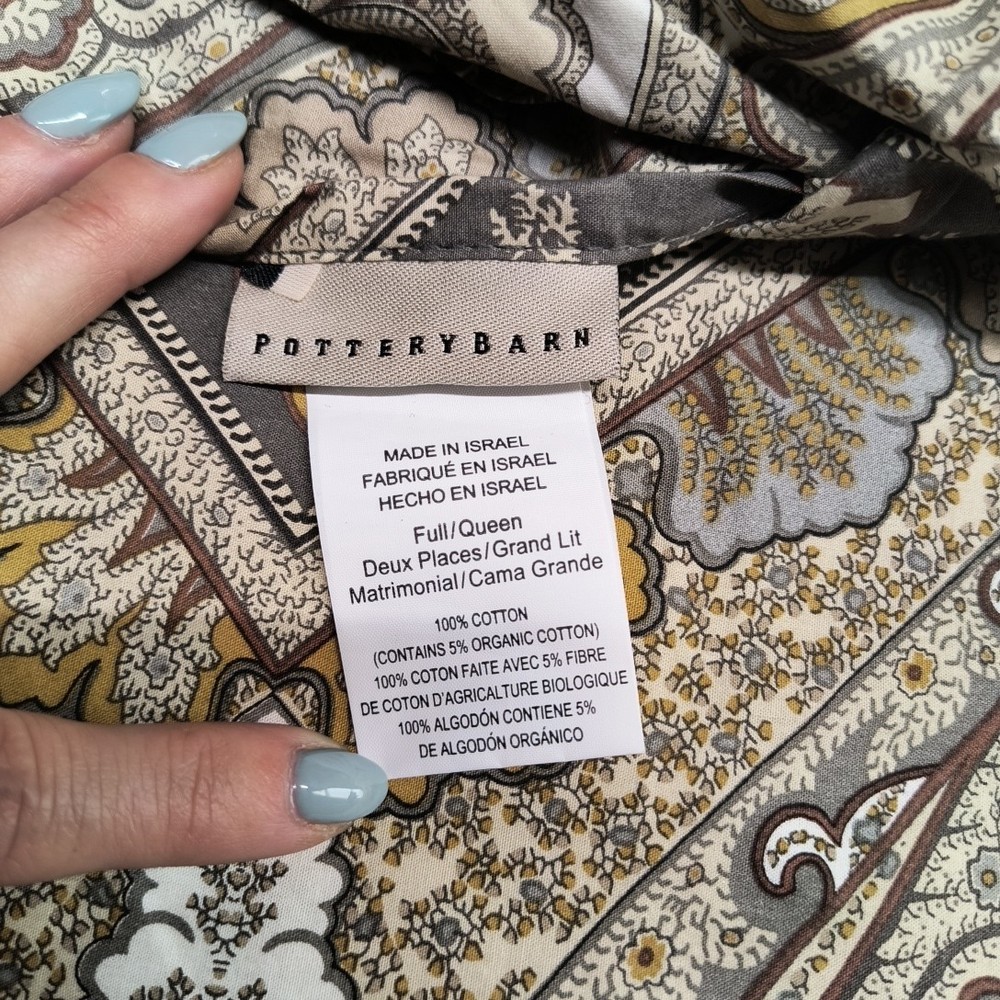 POTTERYBARN
MADE IN ISRAEL
FABRIQUÉ EN ISRAEL
HECHO EN ISRAEL
Full/Queen
Deux Places/Grand Lit
Matrimonial/Cama Grande
100% COTTON
(CONTAINS 5% ORGANIC COTTON)
100% COTON FAITE AVEC 5% FIBRE
DE COTON D'AGRICALTURE BIOLOGIQUE
100% ALGODÓN CONTIENE 5%
DE ALGODÓN ORGÁNICO